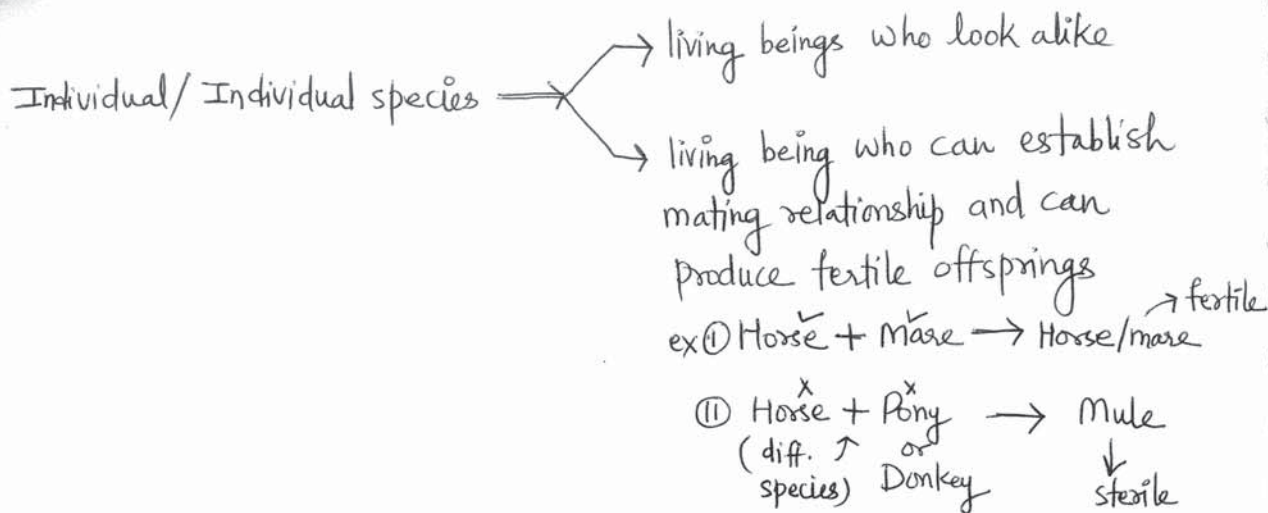 Individual/ Individual species ⟹
→ living beings who look alike
→ living being who can establish
mating relationship and can
produce fertile offsprings
→ fertile
ex ① Horse + Mare → Horse/mare
✓ ✓
x x
② Horse + Pony → Mule
(diff. ↑ or ↓
species) Donkey sterile